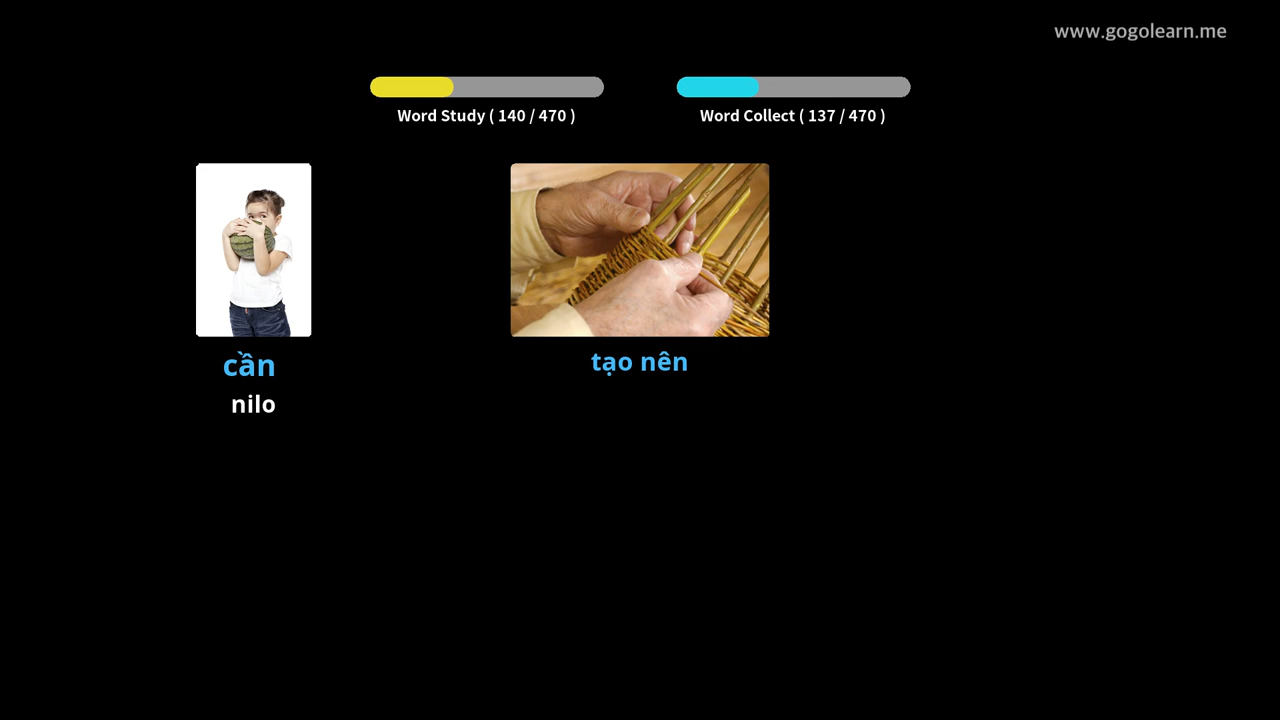 www.gogolearn.me
Word Study ( 140 / 470 )
Word Collect ( 137 / 470 )
cần
nilo
tạo nên